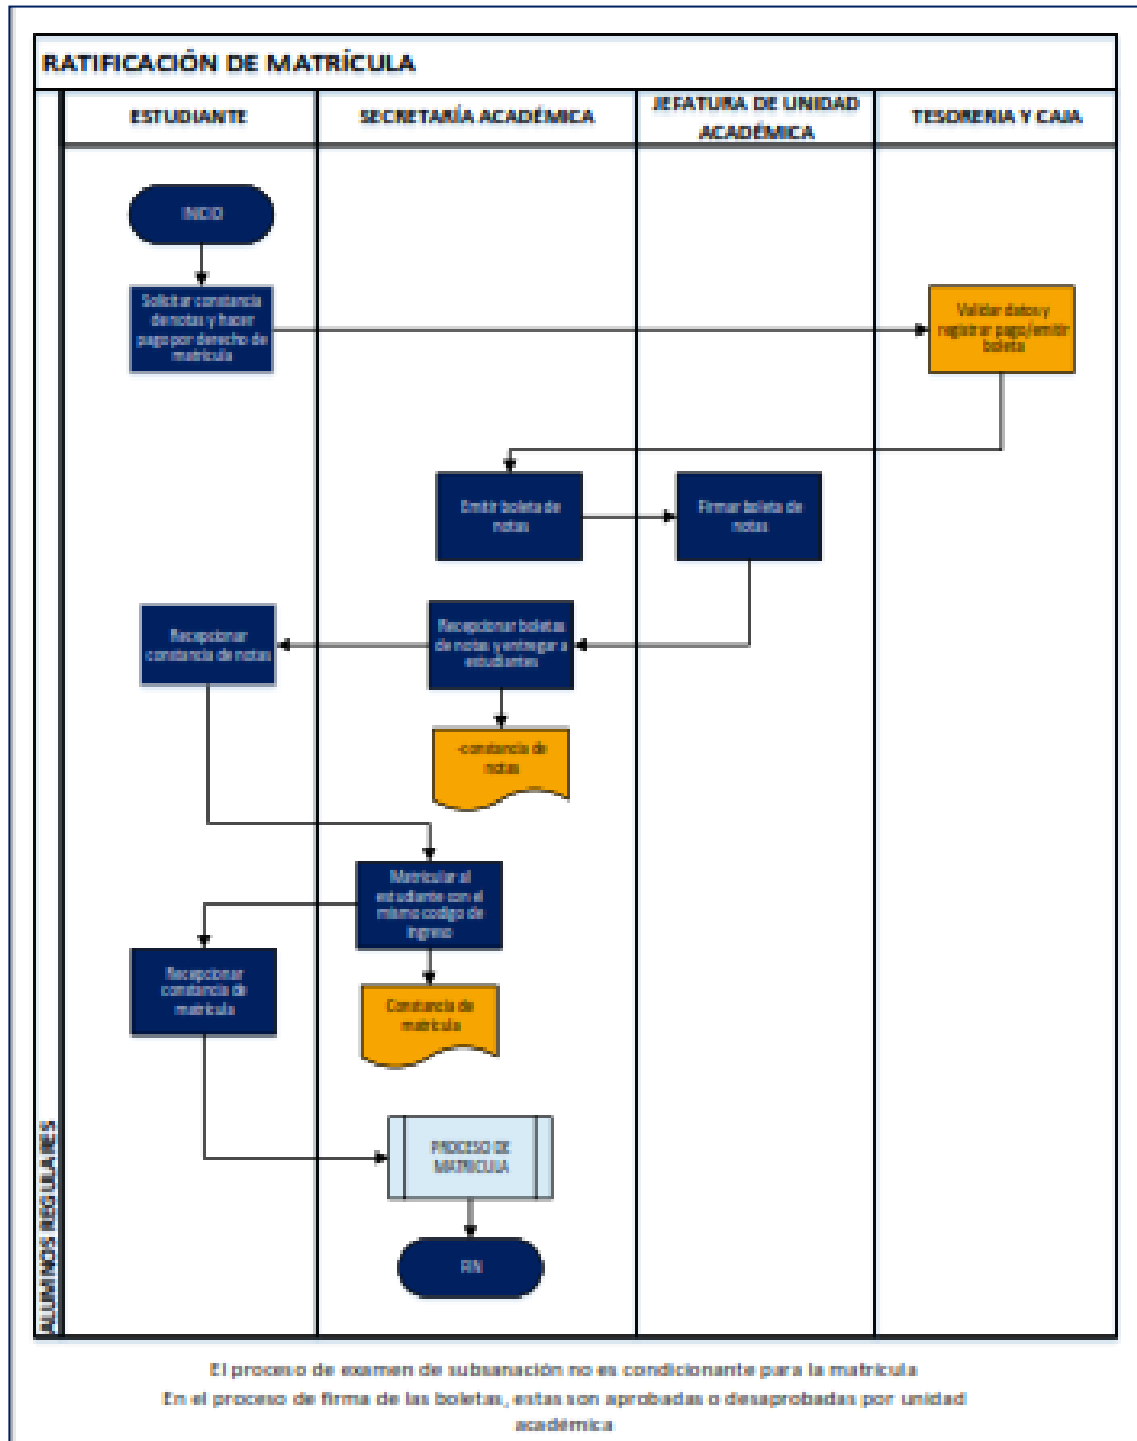 RATIFICACIÓN DE MATRÍCULA
ESTUDIANTE
SECRETARÍA ACADÉMICA
JEFATURA DE UNIDAD
ACADÉMICA
TESORERIA Y CAJA
INICIO
Solicitar constancia
de notas y hacer
pago por derecho de
matrícula
Validar datos y
registrar pago/emitir
boleta
Emitir boleta de
notas
Firmar boleta de
notas
Recepcionar
constancia de notas
Recepcionar boletas
de notas y entregar a
estudiantes
-constancia de
notas
Matricular al
estudiante con el
mismo codigo de
ingreso
Recepcionar
constancia de
matrícula
Constancia de
matrícula
PROCESO DE
MATRICULA
FIN
ALUMNOS REGULARES
El proceso de examen de subsanación no es condicionante para la matrícula
En el proceso de firma de las boletas, estas son aprobadas o desaprobadas por unidad
académica